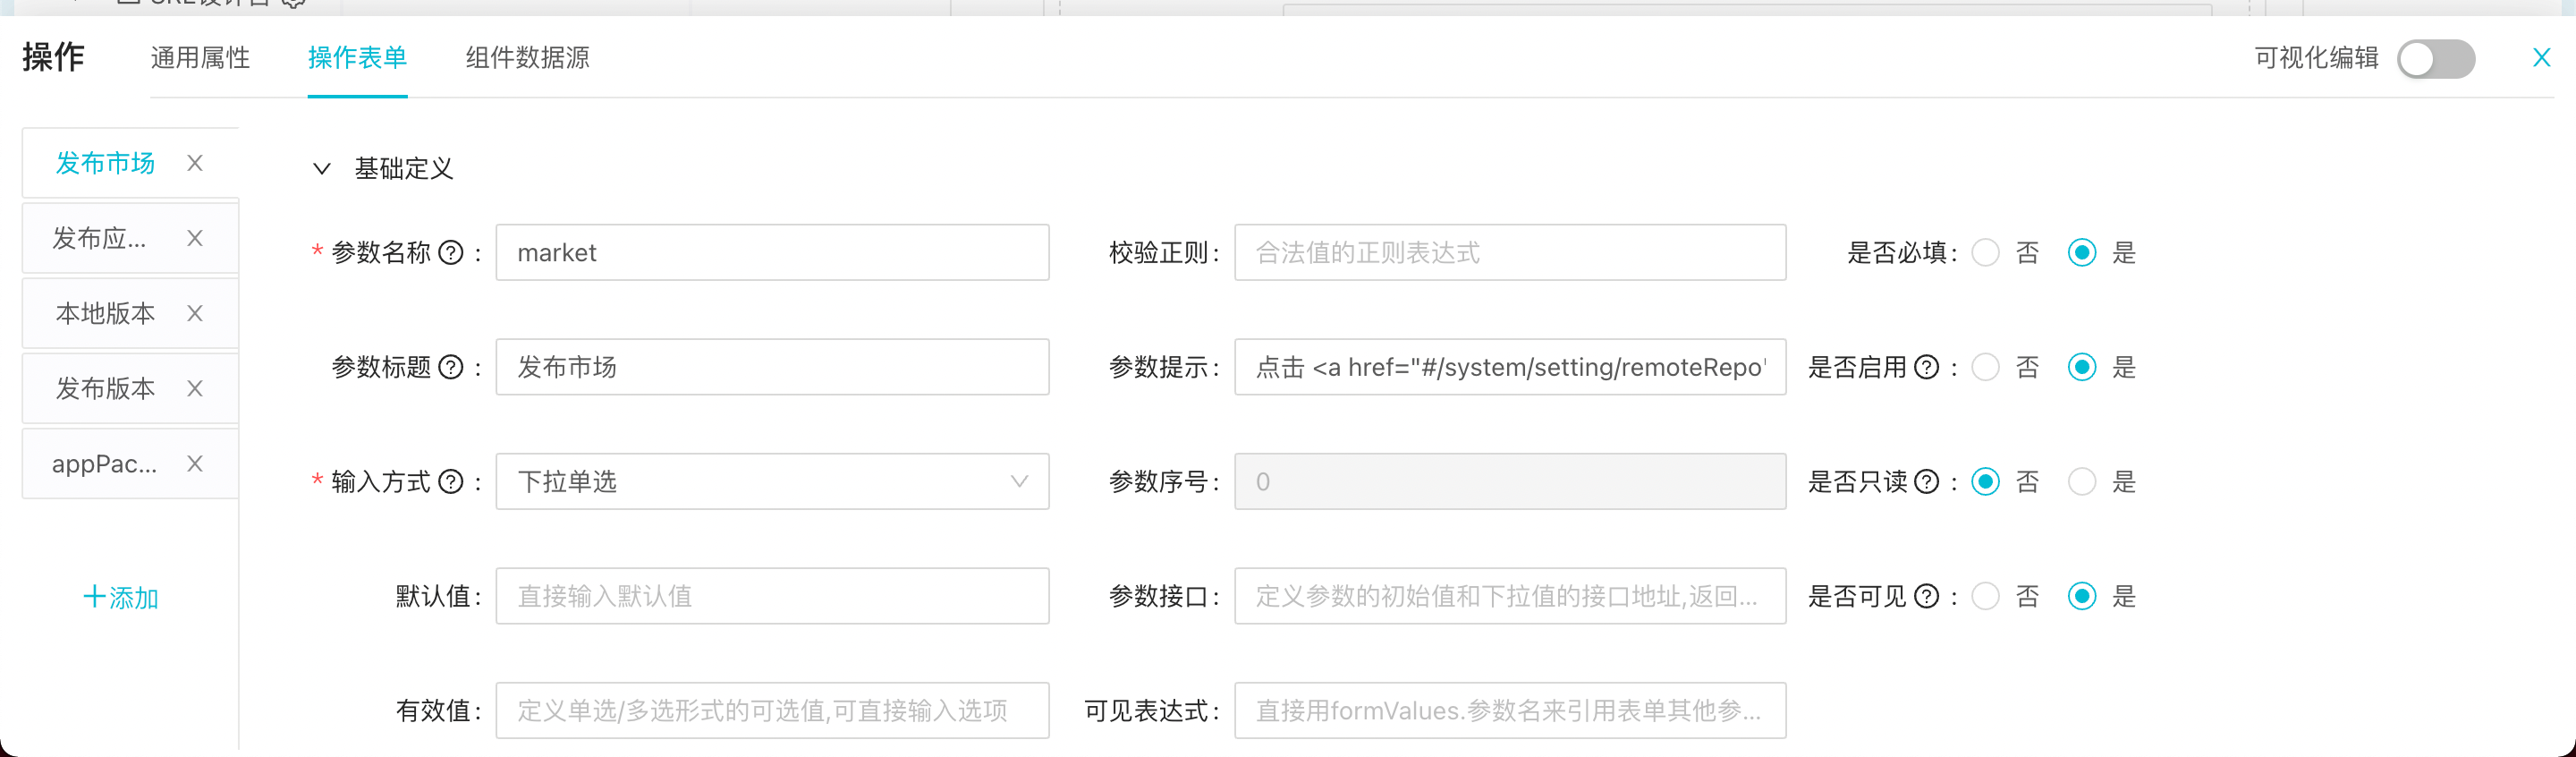 操作
通用属性
操作表单
组件数据源
可视化编辑
发布市场
发布应...
本地版本
发布版本
appPac...
添加
基础定义
* 参数名称 ? : market
校验正则: 合法值的正则表达式
是否必填: 否 是
参数标题 ? : 发布市场
参数提示: 点击 <a href="#/system/setting/remoteRepo'
是否启用 ? : 否 是
* 输入方式 ? : 下拉单选
参数序号: 0
是否只读 ? : 否 是
默认值: 直接输入默认值
参数接口: 定义参数的初始值和下拉值的接口地址,返回...
是否可见 ? : 否 是
有效值: 定义单选/多选形式的可选值,可直接输入选项
可见表达式: 直接用formValues.参数名来引用表单其他参...